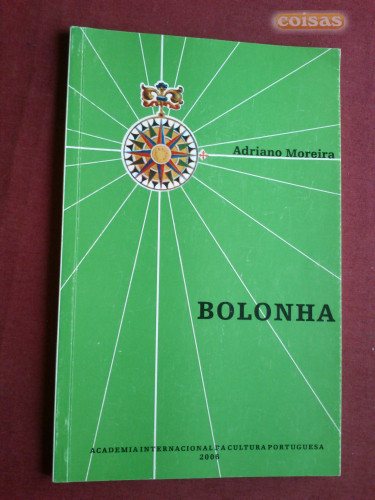 coisas
Adriano Moreira
BOLONHA
ACADEMIA INTERNACIONAL DA CULTURA PORTUGUESA
2006